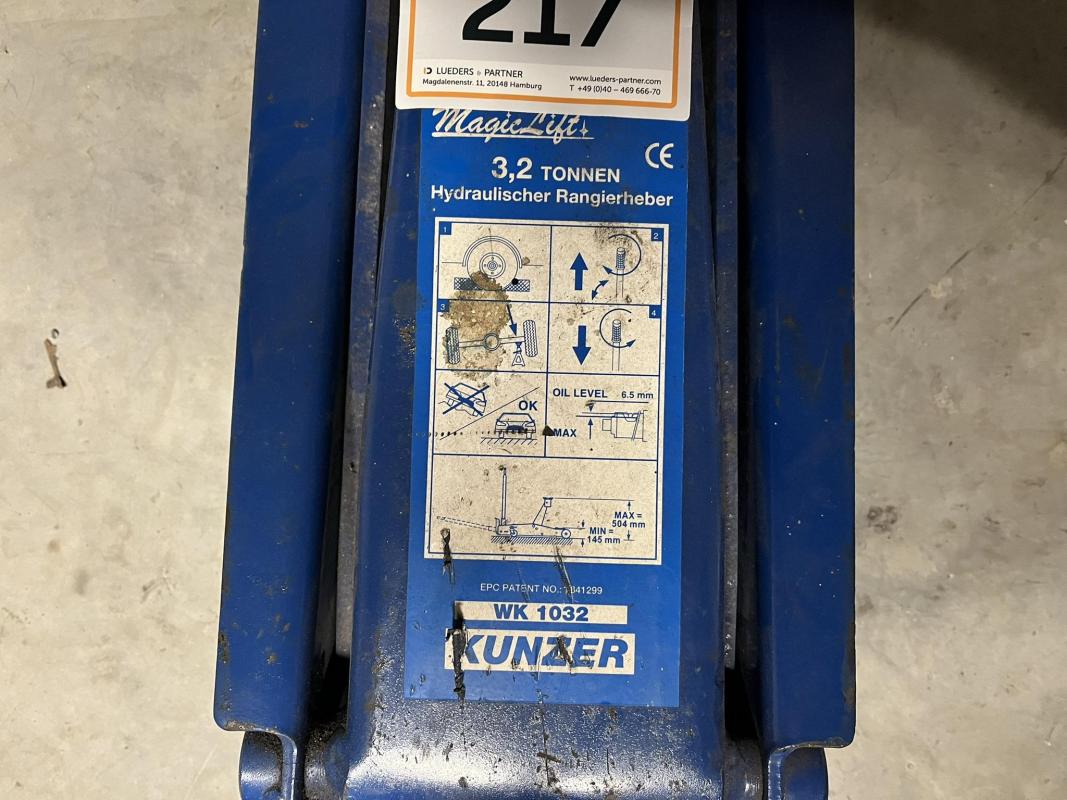 217
LUEDERS & PARTNER
Magdalenenstr. 11, 20148 Hamburg
www.lueders-partner.com
T +49 (0)40 – 469 666-70
MagicLift
CE
3,2 TONNEN
Hydraulischer Rangierheber
1
2
3
4
OK
OIL LEVEL 6.5 mm
MAX
MAX =
504 mm
MIN =
145 mm
EPC PATENT NO.: 841299
WK 1032
KUNZER